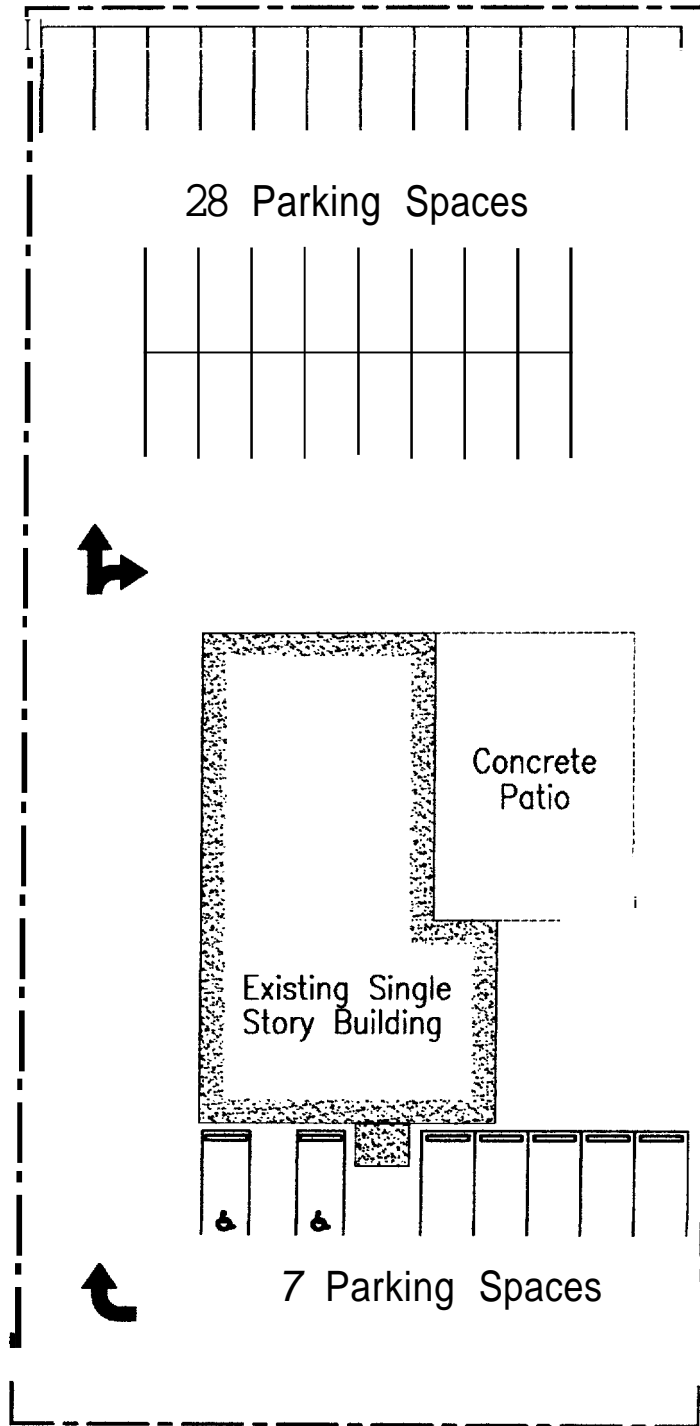 28 Parking Spaces
Concrete
Patio
Existing Single
Story Building
7 Parking Spaces